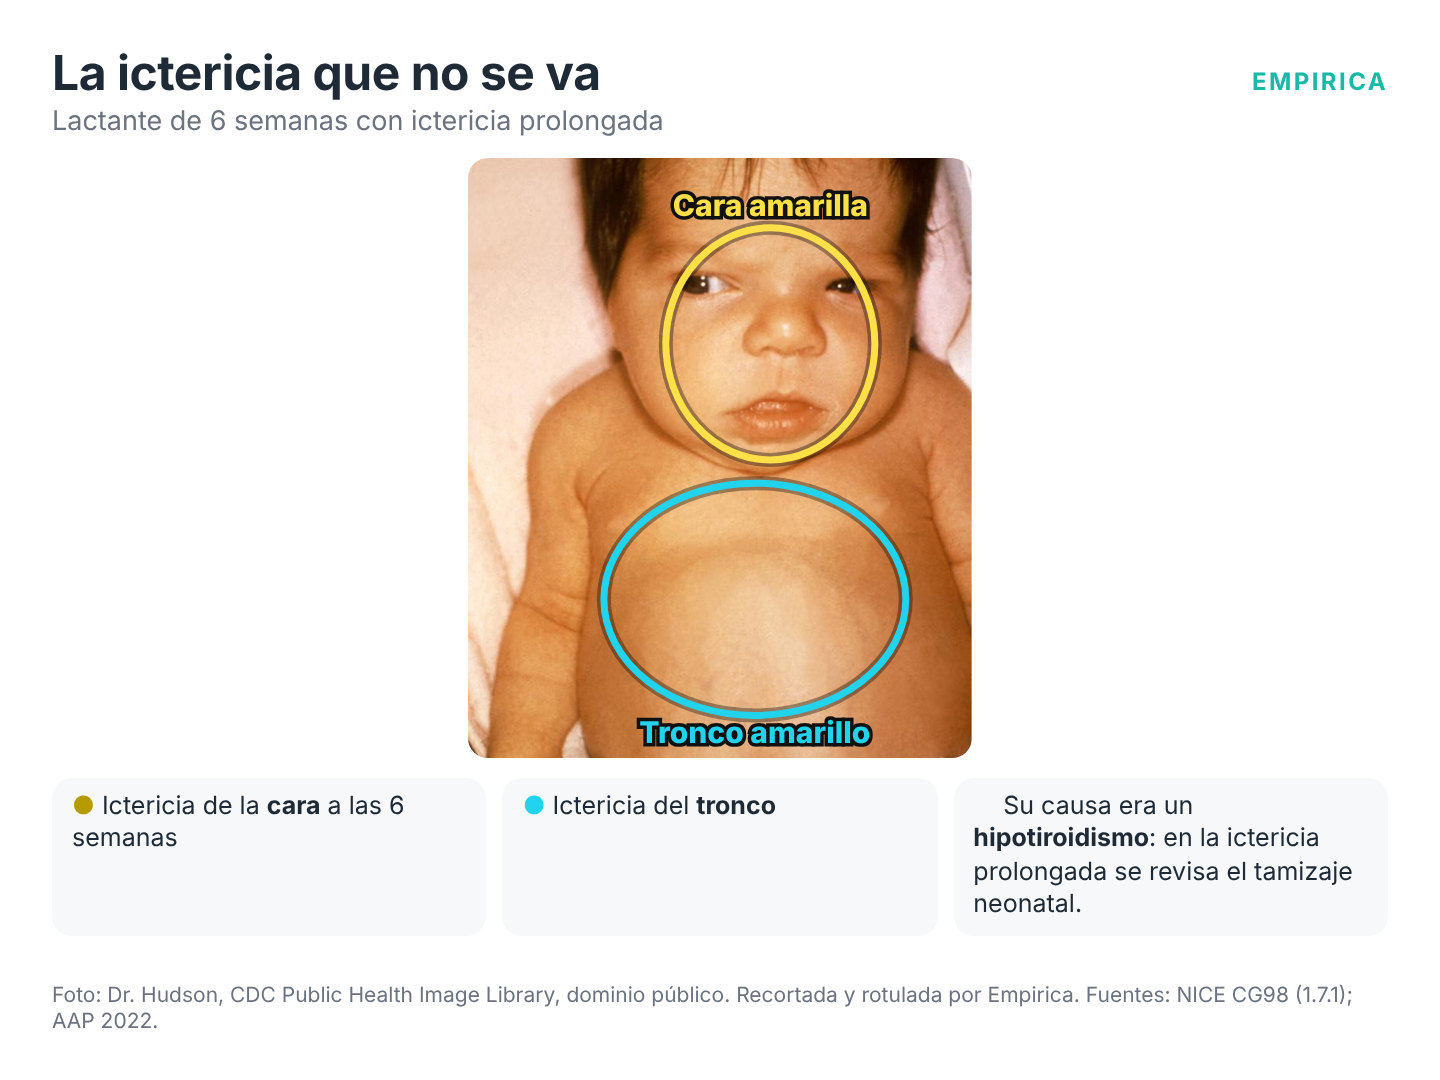 La ictericia que no se va
EMPIRICA
Lactante de 6 semanas con ictericia prolongada
Cara amarilla
Tronco amarillo
Ictericia de la cara a las 6
semanas
Ictericia del tronco
Su causa era un
hipotiroidismo: en la ictericia
prolongada se revisa el tamizaje
neonatal.
Foto: Dr. Hudson, CDC Public Health Image Library, dominio público. Recortada y rotulada por Empirica. Fuentes: NICE CG98 (1.7.1);
AAP 2022.